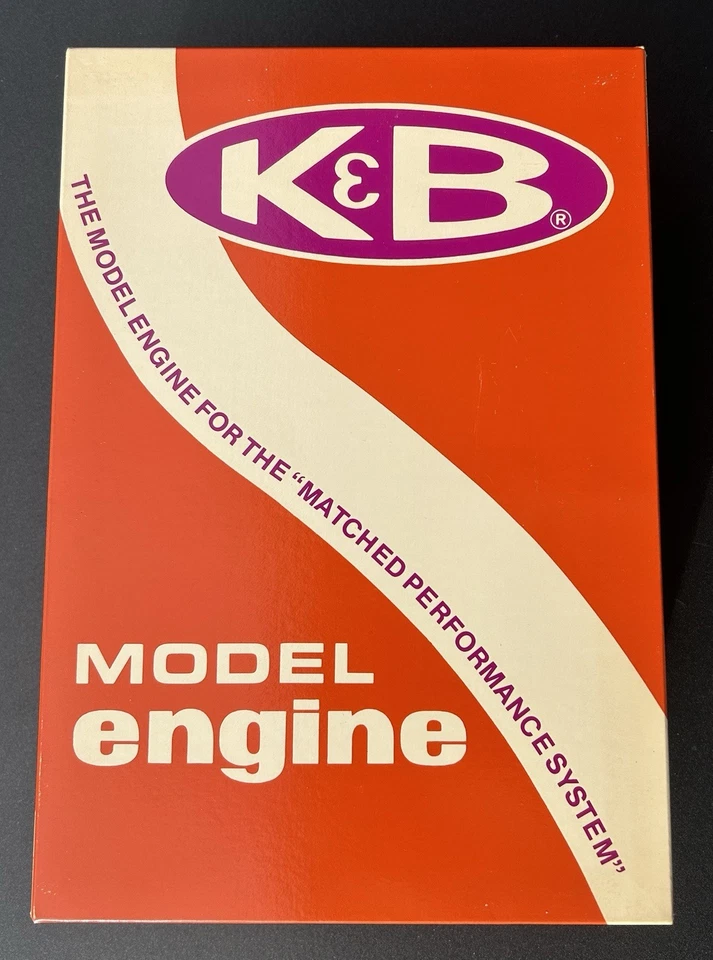 K&B®
THE MODEL ENGINE FOR THE “MATCHED PERFORMANCE SYSTEM”
MODEL
engine